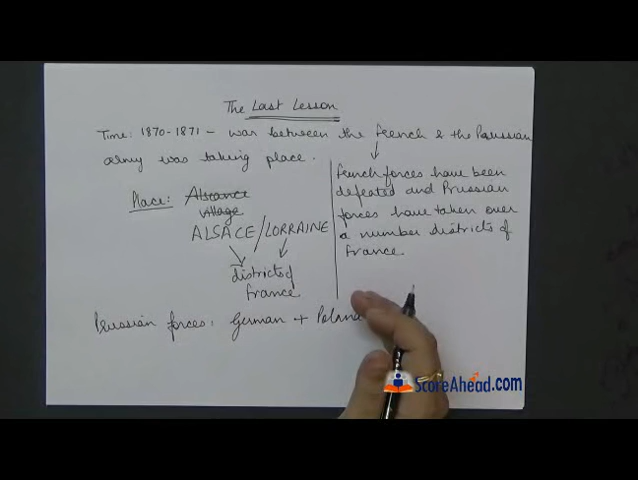 The Last Lesson
Time: 1870-1871 - war between the french & the Prussian
army was taking place.
Place: Alsance
village
ALSACE/LORRAINE
districts of
france
french forces have been
defeated and Prussian
forces have taken over
a number districts of
france.
Prussian forces: German + Poland
ScoreAhead.com